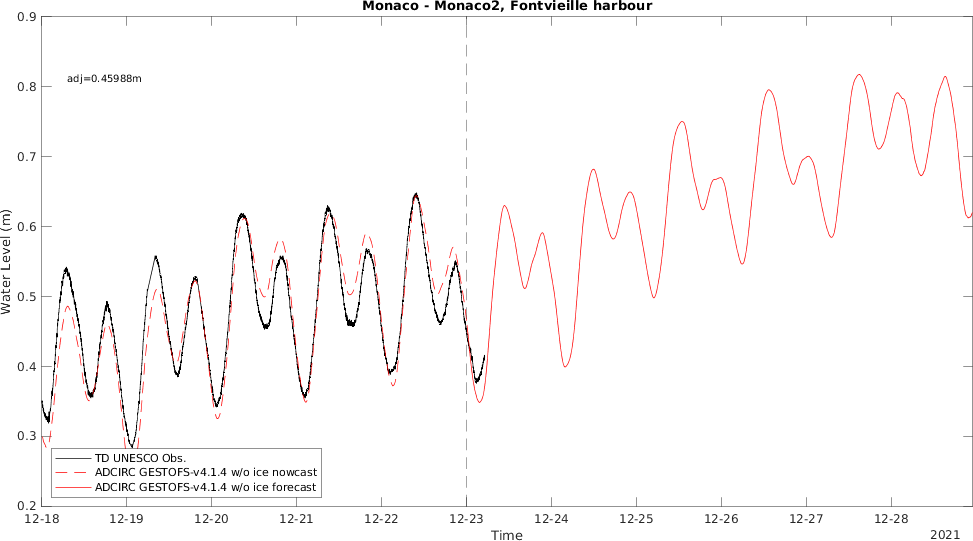 Monaco - Monaco2, Fontvieille harbour
0.9
adj=0.45988m
0.8
0.7
0.6
Water Level (m)
0.5
0.4
0.3
TD UNESCO Obs.
ADCIRC GESTOFS-v4.1.4 w/o ice nowcast
ADCIRC GESTOFS-v4.1.4 w/o ice forecast
0.2
12-18 12-19 12-20 12-21 12-22 12-23 12-24 12-25 12-26 12-27 12-28
Time
2021